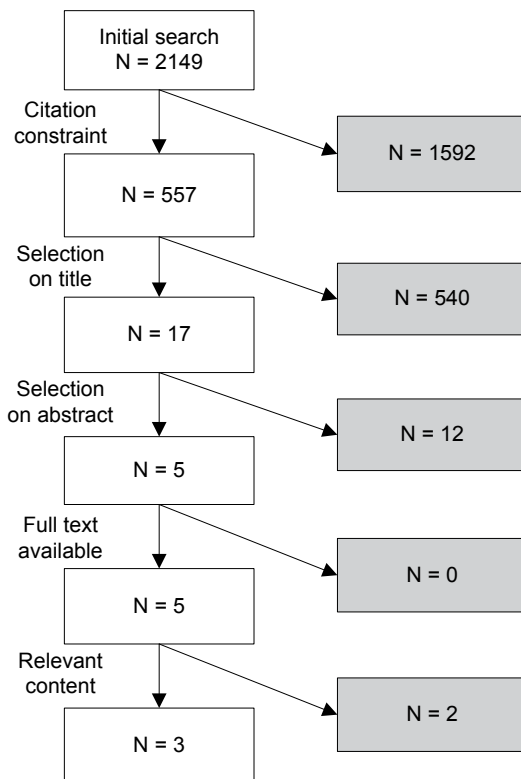 Initial search
N = 2149
Citation
constraint
N = 1592
N = 557
Selection
on title
N = 540
N = 17
Selection
on abstract
N = 12
N = 5
Full text
available
N = 0
N = 5
Relevant
content
N = 2
N = 3